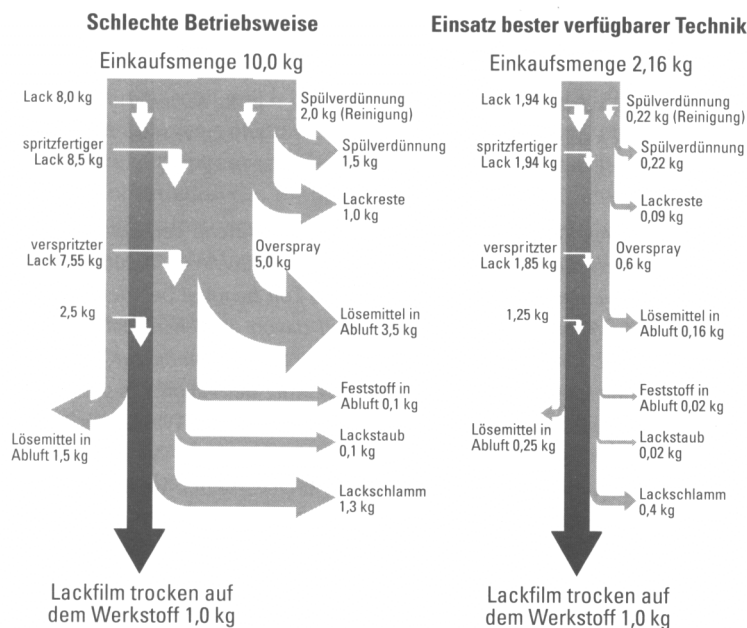 Schlechte Betriebsweise
Einkaufsmenge 10,0 kg
Lack 8,0 kg
Spülverdünnung
2,0 kg (Reinigung)
spritzfertiger
Lack 8,5 kg
Spülverdünnung
1,5 kg
Lackreste
1,0 kg
verspritzter
Lack 7,55 kg
Overspray
5,0 kg
2,5 kg
Lösemittel in
Abluft 3,5 kg
Feststoff in
Abluft 0,1 kg
Lösemittel in
Abluft 1,5 kg
Lackstaub
0,1 kg
Lackschlamm
1,3 kg
Lackfilm trocken auf
dem Werkstoff 1,0 kg
Einsatz bester verfügbarer Technik
Einkaufsmenge 2,16 kg
Lack 1,94 kg
Spülverdünnung
0,22 kg (Reinigung)
spritzfertiger
Lack 1,94 kg
Spülverdünnung
0,22 kg
Lackreste
0,09 kg
verspritzter
Lack 1,85 kg
Overspray
0,6 kg
1,25 kg
Lösemittel in
Abluft 0,16 kg
Feststoff in
Abluft 0,02 kg
Lösemittel in
Abluft 0,25 kg
Lackstaub
0,02 kg
Lackschlamm
0,4 kg
Lackfilm trocken auf
dem Werkstoff 1,0 kg